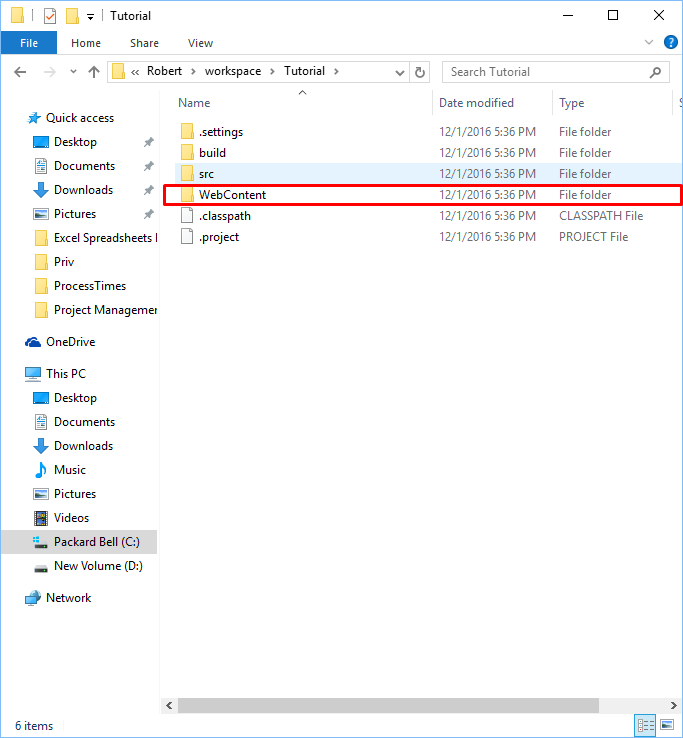 Tutorial
File Home Share View
« Robert › workspace › Tutorial › Search Tutorial
Name Date modified Type S
Quick access
Desktop
Documents
Downloads
Pictures
Excel Spreadsheets
Priv
ProcessTimes
Project Managemer
OneDrive
This PC
Desktop
Documents
Downloads
Music
Pictures
Videos
Packard Bell (C:)
New Volume (D:)
Network
.settings 12/1/2016 5:36 PM File folder
build 12/1/2016 5:36 PM File folder
src 12/1/2016 5:36 PM File folder
WebContent 12/1/2016 5:36 PM File folder
.classpath 12/1/2016 5:36 PM CLASSPATH File
.project 12/1/2016 5:36 PM PROJECT File
6 items